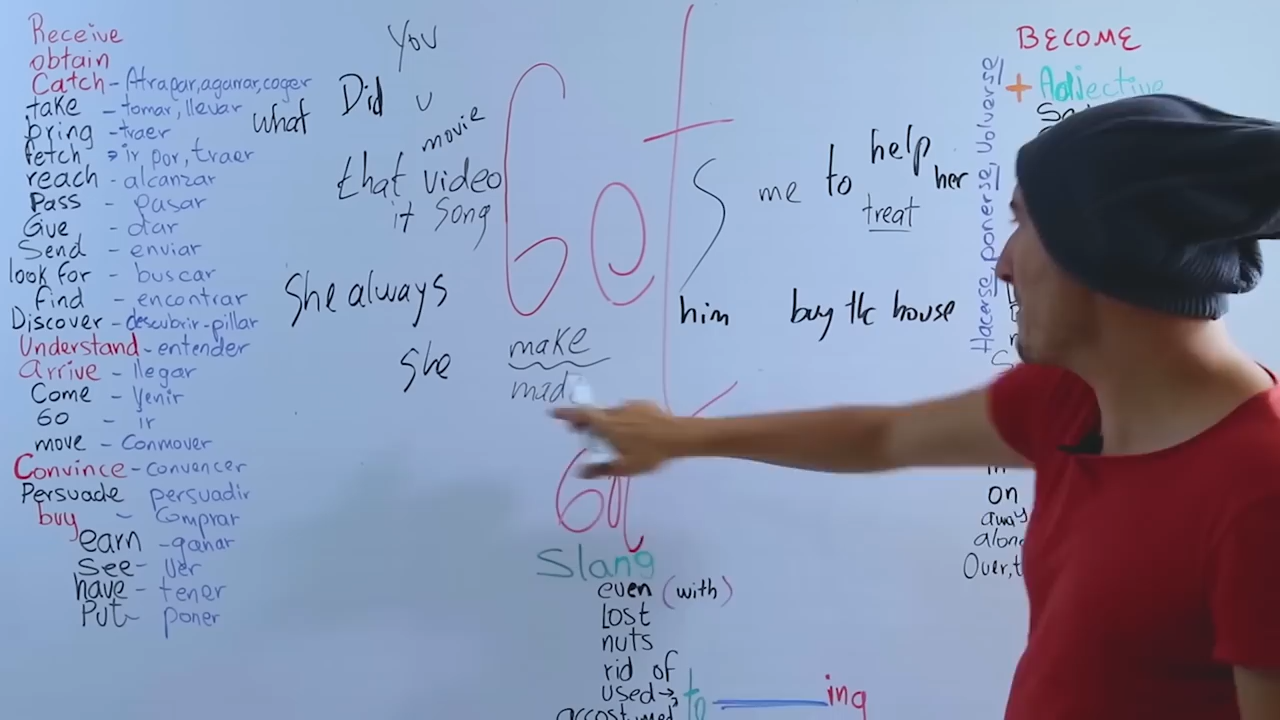 Receive
obtain
Catch - Atrapar, agarrar, coger
take - tomar, llevar
bring - traer
fetch → ir por, traer
reach - alcanzar
Pass - pasar
Give - dar
Send - enviar
look for - buscar
find - encontrar
Discover - descubrir - pillar
Understand - entender
arrive - llegar
Come - Venir
Go - ir
move - Conmover
Convince - convencer
Persuade persuadir
buy - Comprar
earn - ganar
See - Ver
have - tener
Put - poner
You
what Did U
that video movie
it Song
She always
She
Get
S me to help her
treat
him buy the house
make
made
Got
Slang
even (with)
Lost
nuts
rid of
used → to ing
BECOME
+ Adjective
Hacerse, ponerse, Volverse
on
away